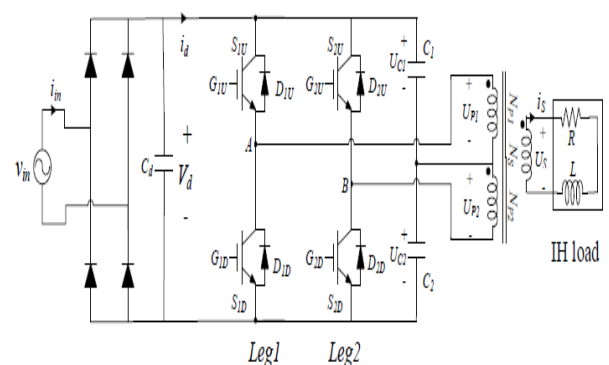 i_d
S_1U
S_2U
C_1
G_1U
D_1U
G_2U
D_2U
+
U_C1
-
i_in
v_in
C_d
+
V_d
-
A
B
+
U_P1
-
+
U_P2
-
N_P1
N_S
N_P2
i_S
+
U_S
-
R
L
IH load
G_1D
D_1D
S_1D
G_2D
D_2D
S_2D
+
U_C2
-
C_2
Leg1
Leg2